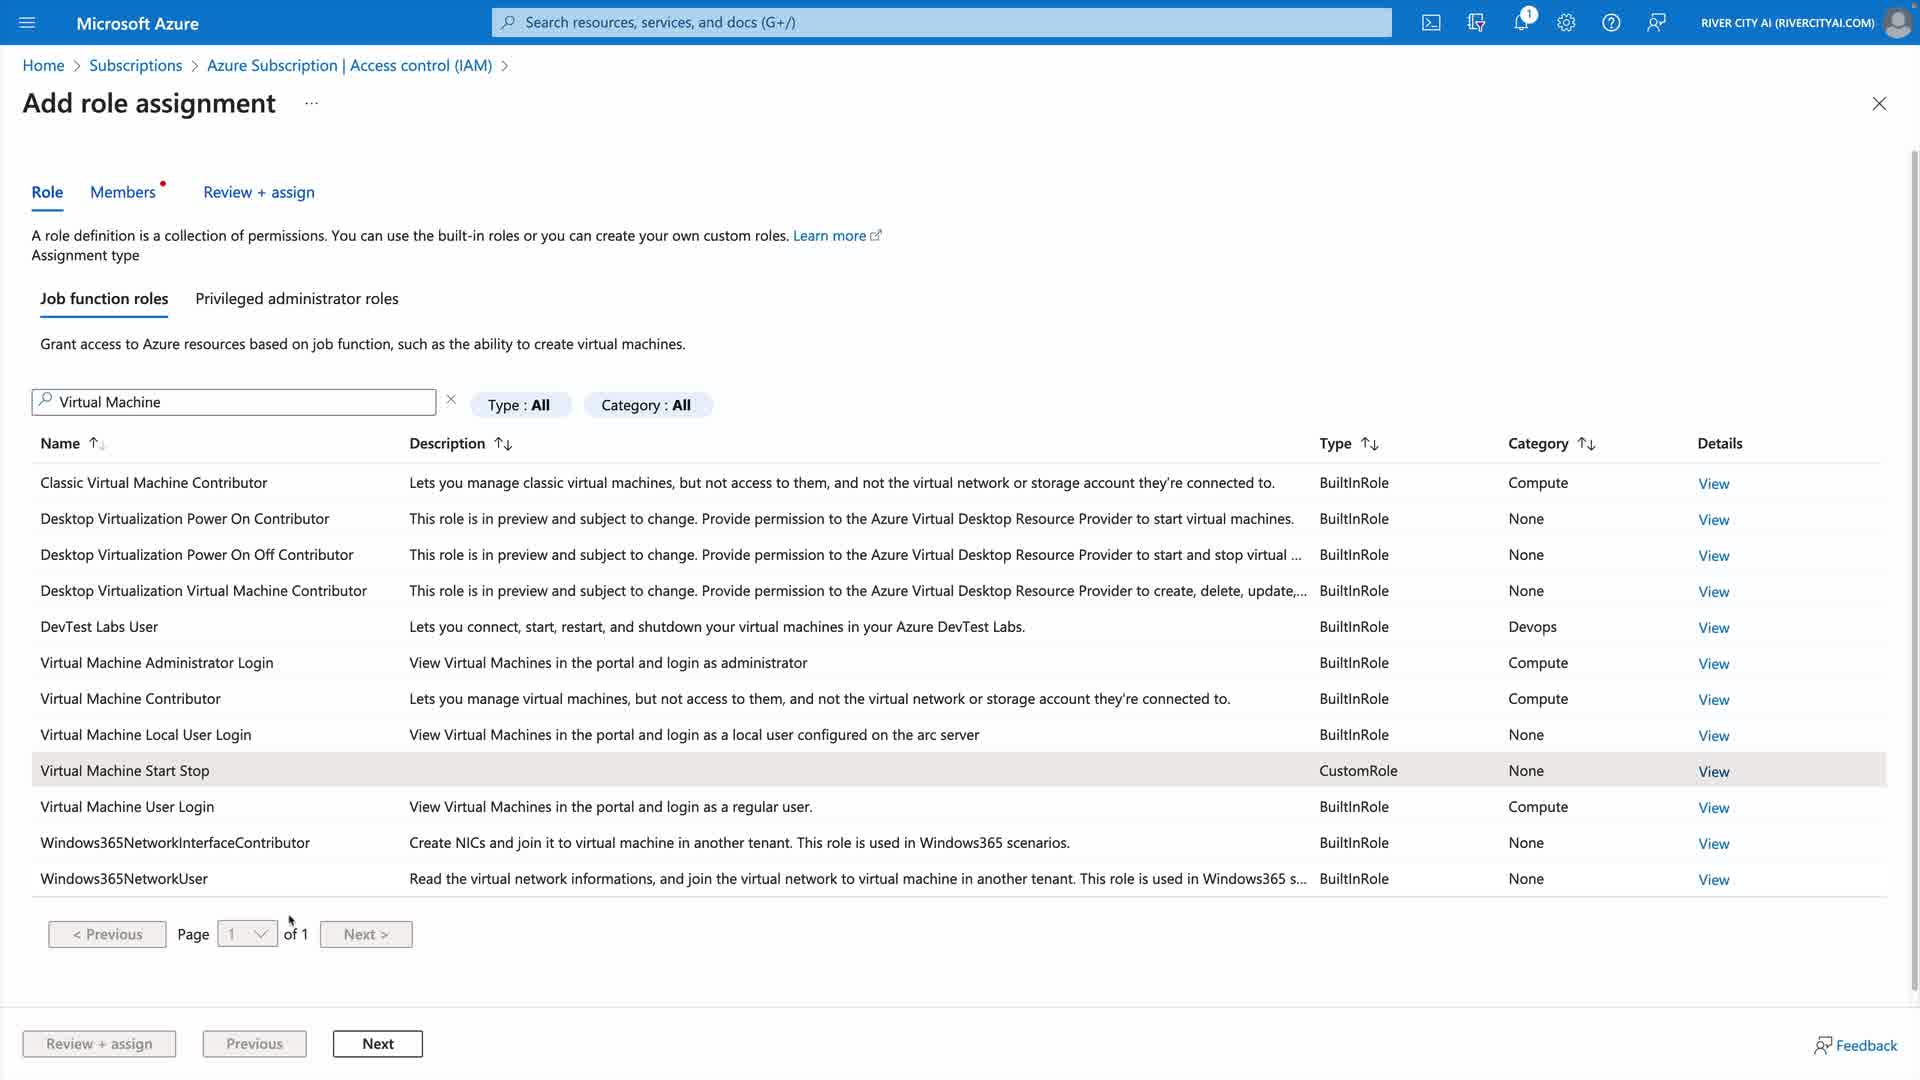 Microsoft Azure
Search resources, services, and docs (G+/)
1
RIVER CITY AI (RIVERCITYAI.COM)
Home > Subscriptions > Azure Subscription | Access control (IAM) >
Add role assignment ...
Role Members Review + assign
A role definition is a collection of permissions. You can use the built-in roles or you can create your own custom roles. Learn more
Assignment type
Job function roles Privileged administrator roles
Grant access to Azure resources based on job function, such as the ability to create virtual machines.
Virtual Machine Type : All Category : All
Name Description Type Category Details
Classic Virtual Machine Contributor Lets you manage classic virtual machines, but not access to them, and not the virtual network or storage account they're connected to. BuiltInRole Compute View
Desktop Virtualization Power On Contributor This role is in preview and subject to change. Provide permission to the Azure Virtual Desktop Resource Provider to start virtual machines. BuiltInRole None View
Desktop Virtualization Power On Off Contributor This role is in preview and subject to change. Provide permission to the Azure Virtual Desktop Resource Provider to start and stop virtual ... BuiltInRole None View
Desktop Virtualization Virtual Machine Contributor This role is in preview and subject to change. Provide permission to the Azure Virtual Desktop Resource Provider to create, delete, update,... BuiltInRole None View
DevTest Labs User Lets you connect, start, restart, and shutdown your virtual machines in your Azure DevTest Labs. BuiltInRole Devops View
Virtual Machine Administrator Login View Virtual Machines in the portal and login as administrator BuiltInRole Compute View
Virtual Machine Contributor Lets you manage virtual machines, but not access to them, and not the virtual network or storage account they're connected to. BuiltInRole Compute View
Virtual Machine Local User Login View Virtual Machines in the portal and login as a local user configured on the arc server BuiltInRole None View
Virtual Machine Start Stop CustomRole None View
Virtual Machine User Login View Virtual Machines in the portal and login as a regular user. BuiltInRole Compute View
Windows365NetworkInterfaceContributor Create NICs and join it to virtual machine in another tenant. This role is used in Windows365 scenarios. BuiltInRole None View
Windows365NetworkUser Read the virtual network informations, and join the virtual network to virtual machine in another tenant. This role is used in Windows365 s... BuiltInRole None View
< Previous Page 1 of 1 Next >
Review + assign Previous Next Feedback